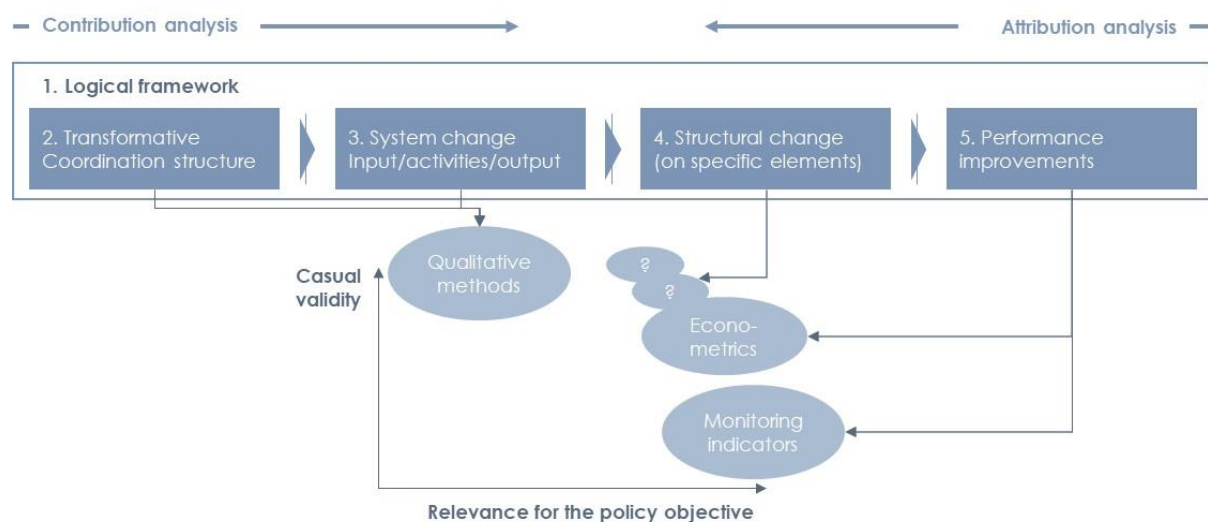 Contribution analysis
Attribution analysis
1. Logical framework
2. Transformative
Coordination structure
3. System change
Input/activities/output
4. Structural change
(on specific elements)
5. Performance
improvements
Casual
validity
Qualitative
methods
?
?
Econo-
metrics
Monitoring
indicators
Relevance for the policy objective